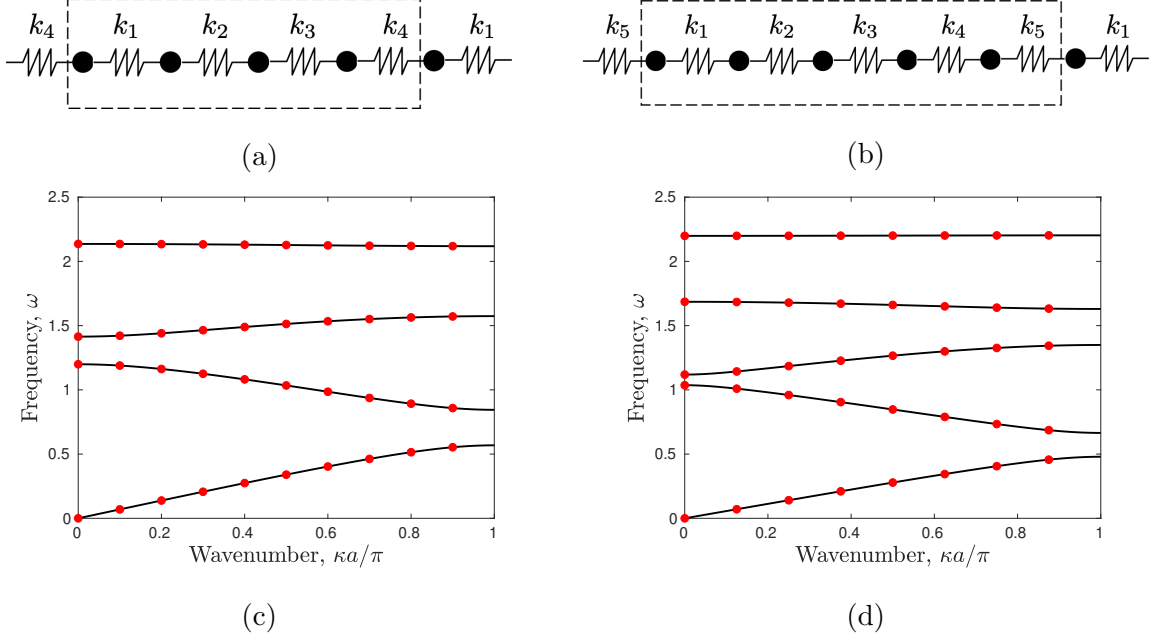 k₄ k₁ k₂ k₃ k₄ k₁
(a)
k₅ k₁ k₂ k₃ k₄ k₅ k₁
(b)
2.5
2
1.5
1
0.5
0
Frequency, ω
0 0.2 0.4 0.6 0.8 1
Wavenumber, κa/π
(c)
2.5
2
1.5
1
0.5
0
Frequency, ω
0 0.2 0.4 0.6 0.8 1
Wavenumber, κa/π
(d)